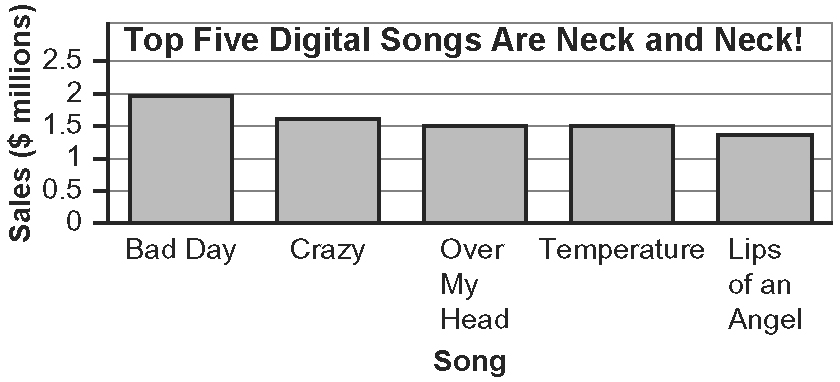 Top Five Digital Songs Are Neck and Neck!
Sales ($ millions)
2.5
2
1.5
1
0.5
0
Bad Day
Crazy
Over
My
Head
Temperature
Lips
of an
Angel
Song